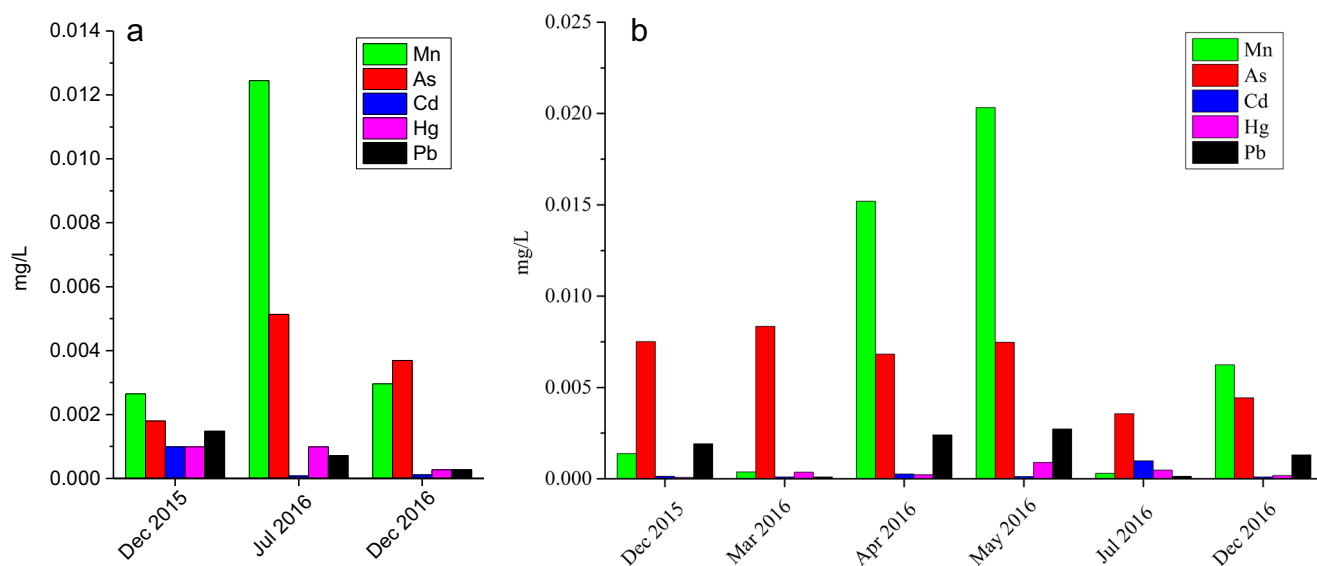 a
0.014
0.012
0.010
0.008
0.006
0.004
0.002
0.000
mg/L
Mn
As
Cd
Hg
Pb
Dec 2015
Jul 2016
Dec 2016
b
0.025
0.020
0.015
0.010
0.005
0.000
mg/L
Mn
As
Cd
Hg
Pb
Dec 2015
Mar 2016
Apr 2016
May 2016
Jul 2016
Dec 2016